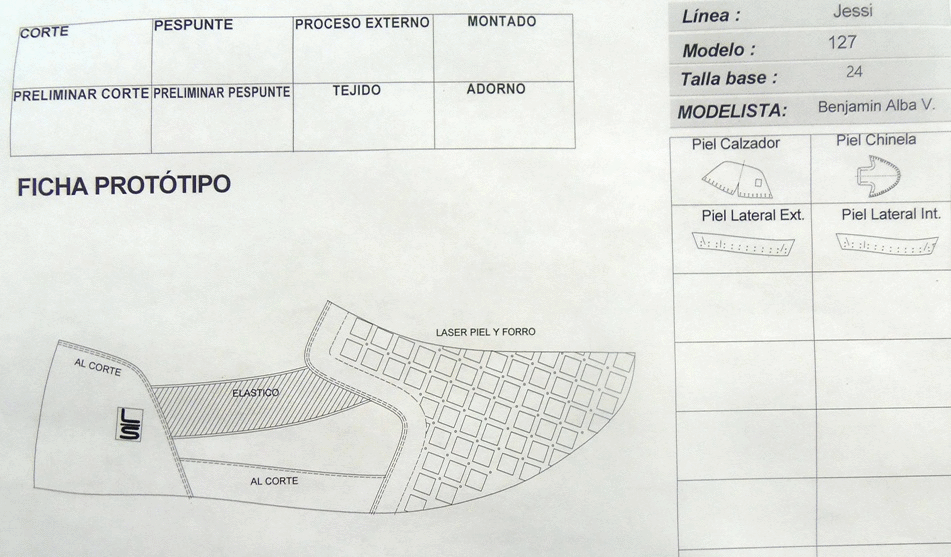 CORTE PESPUNTE PROCESO EXTERNO MONTADO
PRELIMINAR CORTE PRELIMINAR PESPUNTE TEJIDO ADORNO
FICHA PROTÓTIPO
Línea : Jessi
Modelo : 127
Talla base : 24
MODELISTA: Benjamin Alba V.
Piel Calzador Piel Chinela
Piel Lateral Ext. Piel Lateral Int.
LASER PIEL Y FORRO
AL CORTE
ELASTICO
AL CORTE